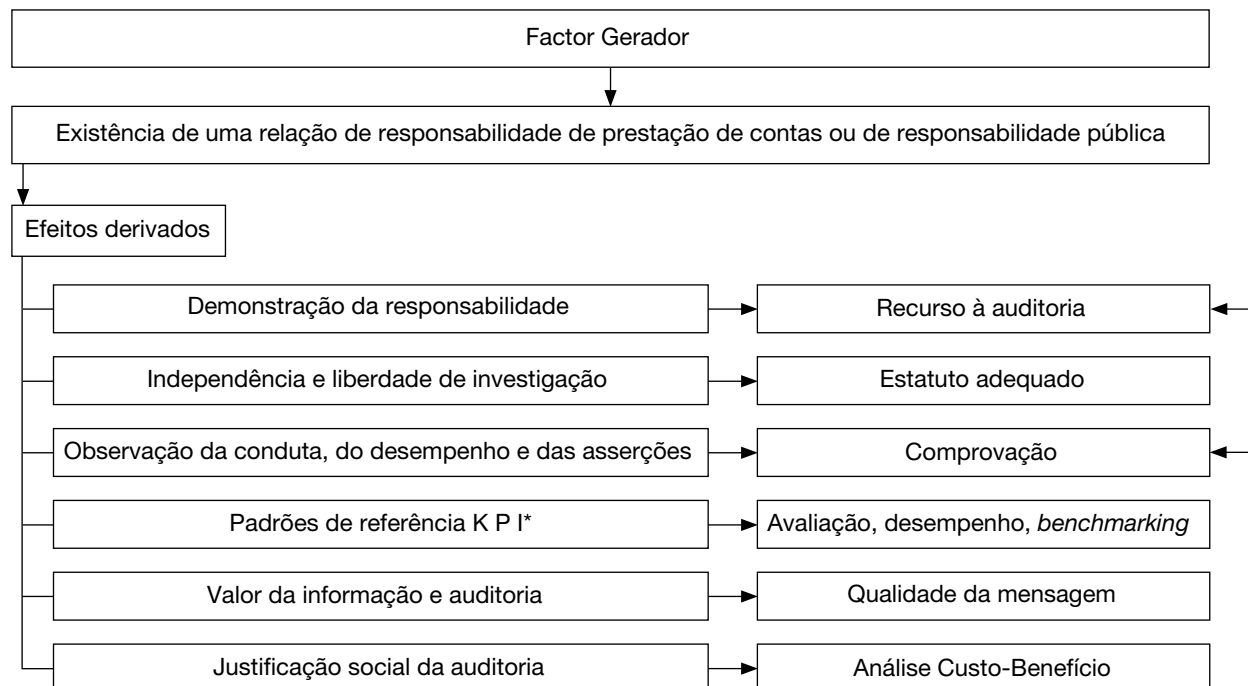 Factor Gerador
Existência de uma relação de responsabilidade de prestação de contas ou de responsabilidade pública
Efeitos derivados
Demonstração da responsabilidade
Recurso à auditoria
Independência e liberdade de investigação
Estatuto adequado
Observação da conduta, do desempenho e das asserções
Comprovação
Padrões de referência K P I*
Avaliação, desempenho, benchmarking
Valor da informação e auditoria
Qualidade da mensagem
Justificação social da auditoria
Análise Custo-Benefício